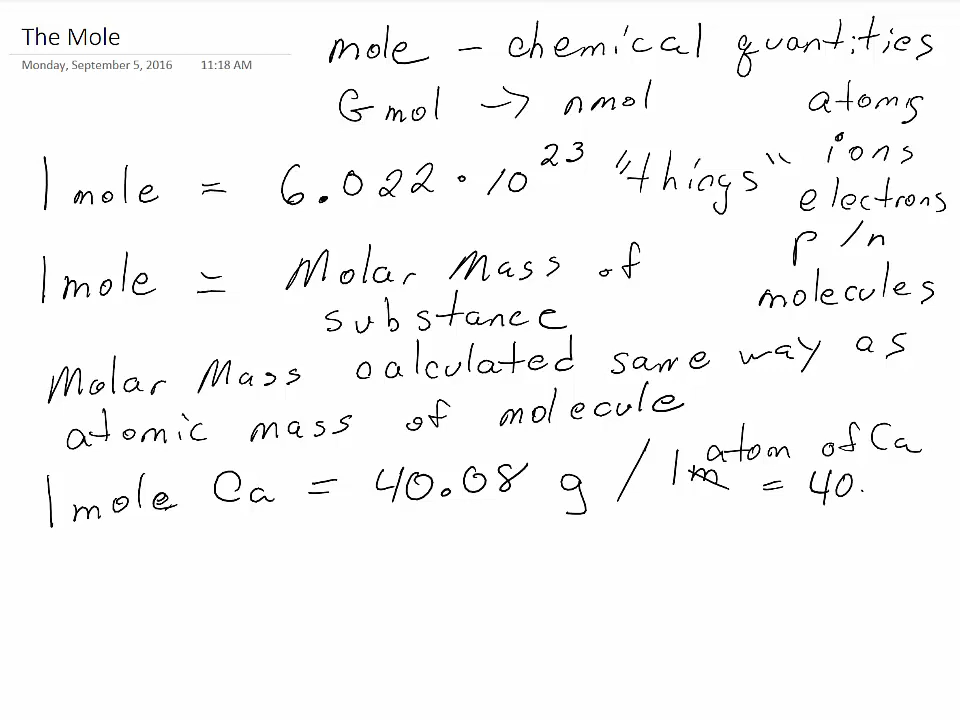 The Mole
Monday, September 5, 2016 11:18 AM
mole - chemical quantities
Gmol → nmol atoms
1 mole = 6.022 • 10^23 "things" ions
electrons
p/n
1 mole = Molar Mass of
substance
molecules
Molar Mass calculated same way as
atomic mass of molecule
1 mole Ca = 40.08 g / 1 atom of Ca
= 40.